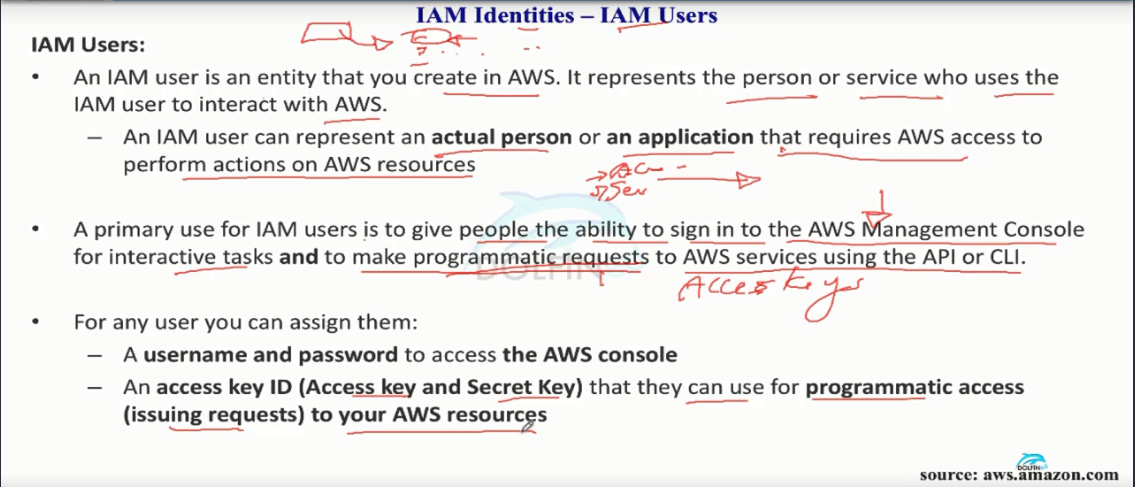 IAM Identities – IAM Users
IAM Users:
• An IAM user is an entity that you create in AWS. It represents the person or service who uses the
IAM user to interact with AWS.
– An IAM user can represent an actual person or an application that requires AWS access to
perform actions on AWS resources
• A primary use for IAM users is to give people the ability to sign in to the AWS Management Console
for interactive tasks and to make programmatic requests to AWS services using the API or CLI.
DOLFIN
Access keys
• For any user you can assign them:
– A username and password to access the AWS console
– An access key ID (Access key and Secret Key) that they can use for programmatic access
(issuing requests) to your AWS resources
DOLFIN
source: aws.amazon.com